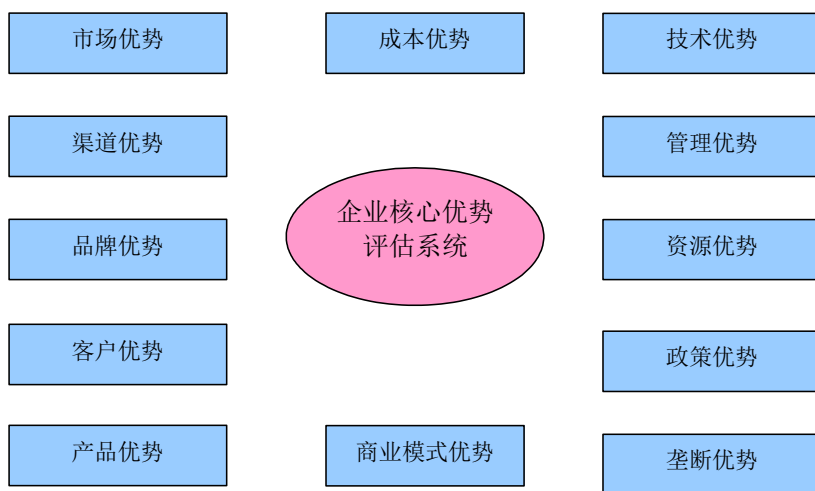 市场优势
成本优势
技术优势
渠道优势
管理优势
企业核心优势
评估系统
品牌优势
资源优势
客户优势
政策优势
产品优势
商业模式优势
垄断优势